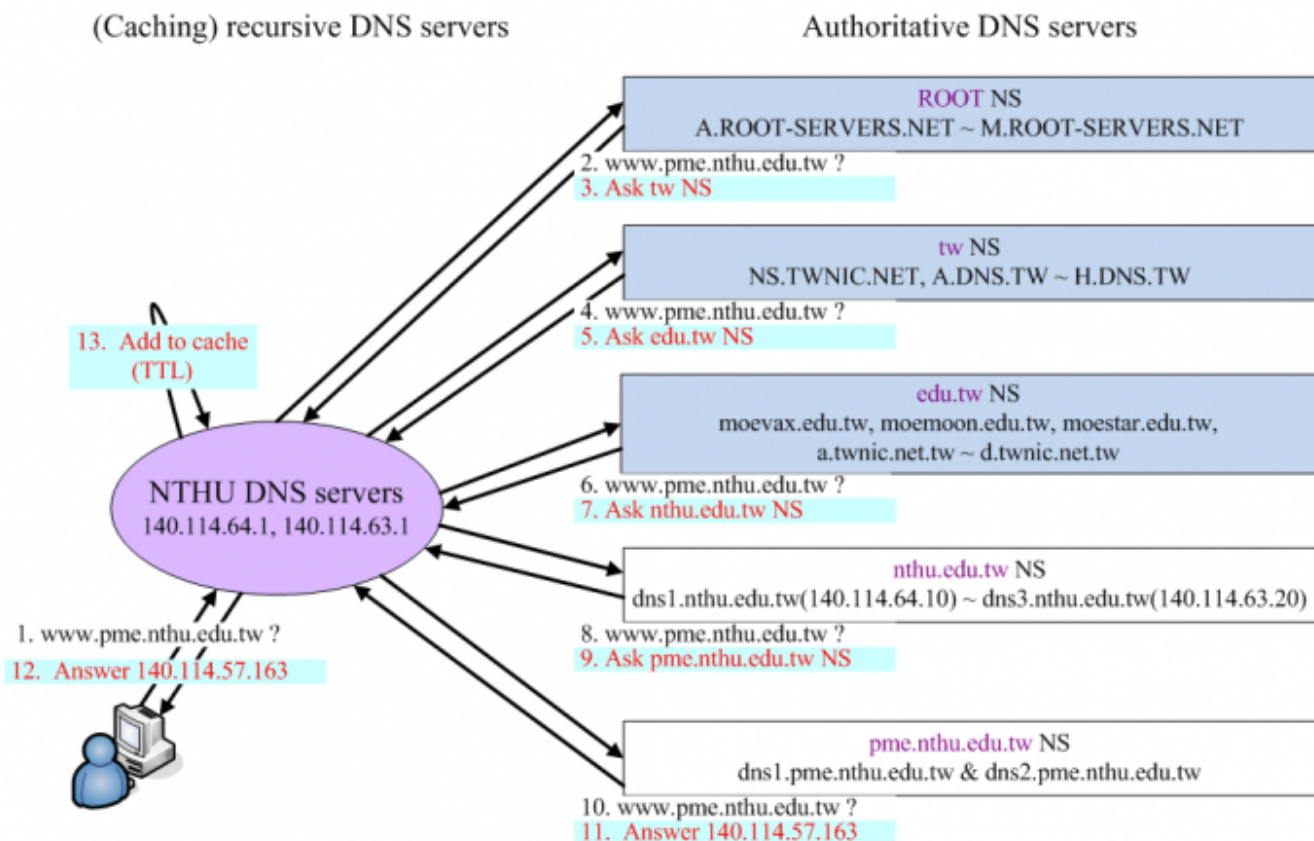 (Caching) recursive DNS servers
Authoritative DNS servers
ROOT NS
A.ROOT-SERVERS.NET ~ M.ROOT-SERVERS.NET
2. www.pme.nthu.edu.tw ?
3. Ask tw NS
tw NS
NS.TWNIC.NET, A.DNS.TW ~ H.DNS.TW
4. www.pme.nthu.edu.tw ?
5. Ask edu.tw NS
13. Add to cache
(TTL)
edu.tw NS
moevax.edu.tw, moemoon.edu.tw, moestar.edu.tw,
a.twnic.net.tw ~ d.twnic.net.tw
6. www.pme.nthu.edu.tw ?
7. Ask nthu.edu.tw NS
NTHU DNS servers
140.114.64.1, 140.114.63.1
nthu.edu.tw NS
dns1.nthu.edu.tw(140.114.64.10) ~ dns3.nthu.edu.tw(140.114.63.20)
8. www.pme.nthu.edu.tw ?
9. Ask pme.nthu.edu.tw NS
1. www.pme.nthu.edu.tw ?
12. Answer 140.114.57.163
pme.nthu.edu.tw NS
dns1.pme.nthu.edu.tw & dns2.pme.nthu.edu.tw
10. www.pme.nthu.edu.tw ?
11. Answer 140.114.57.163